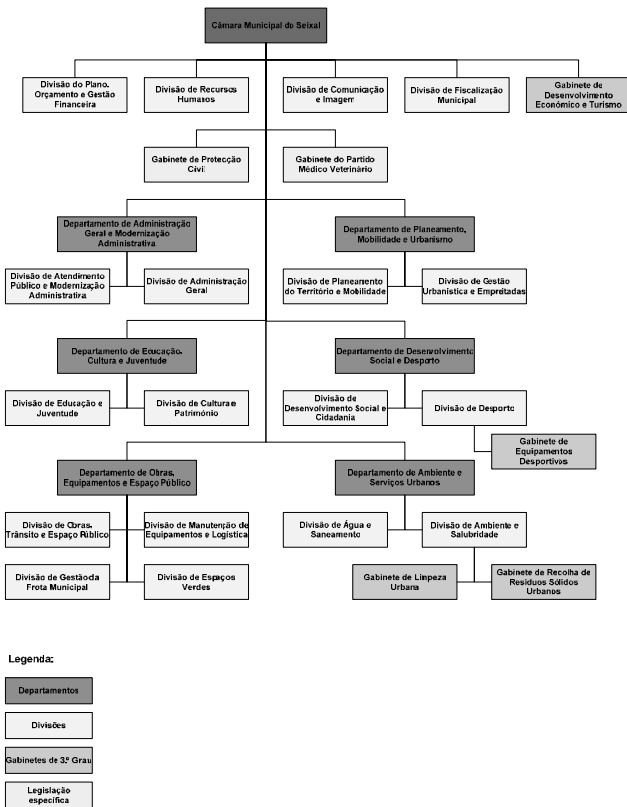 Câmara Municipal do Seixal
Divisão do Plano,
Orçamento e Gestão
Financeira
Divisão de Recursos
Humanos
Divisão de Comunicação
e Imagem
Divisão de Fiscalização
Municipal
Gabinete de
Desenvolvimento
Económico e Turismo
Gabinete de Protecção
Civil
Gabinete do Partido
Médico Veterinário
Departamento de Administração
Geral e Modernização
Administrativa
Departamento de Planeamento,
Mobilidade e Urbanismo
Divisão de Atendimento
Público e Modernização
Administrativa
Divisão de Administração
Geral
Divisão de Planeamento
do Território e Mobilidade
Divisão de Gestão
Urbanística e Empreitadas
Departamento de Educação,
Cultura e Juventude
Departamento de Desenvolvimento
Social e Desporto
Divisão de Educação e
Juventude
Divisão de Cultura e
Património
Divisão de
Desenvolvimento Social e
Cidadania
Divisão de Desporto
Gabinete de
Equipamentos
Desportivos
Departamento de Obras,
Equipamentos e Espaço Público
Departamento de Ambiente e
Serviços Urbanos
Divisão de Obras,
Trânsito e Espaço Público
Divisão de Manutenção de
Equipamentos e Logística
Divisão de Água e
Saneamento
Divisão de Ambiente e
Salubridade
Divisão de Gestão da
Frota Municipal
Divisão de Espaços
Verdes
Gabinete de Limpeza
Urbana
Gabinete de Recolha de
Resíduos Sólidos
Urbanos
Legenda:
Departamentos
Divisões
Gabinetes de 3.º Grau
Legislação
específica